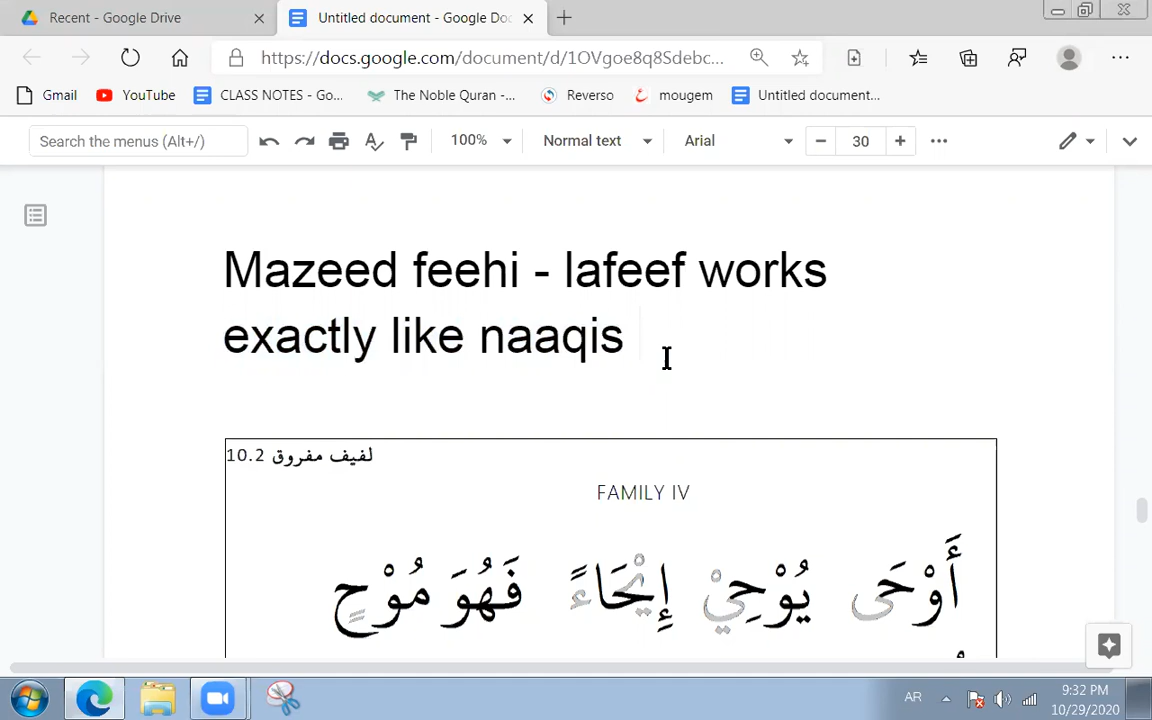 Recent - Google Drive
Untitled document - Google Doc
https://docs.google.com/document/d/1OVgoe8q8Sdebc...
Gmail
YouTube
CLASS NOTES - Go...
The Noble Quran -...
Reverso
mougem
Untitled document...
Search the menus (Alt+/)
100%
Normal text
Arial
30
Mazeed feehi - lafeef works
exactly like naaqis
10.2 لفيف مفروق
FAMILY IV
أَوْحَى يُوْحِيْ إِيْحَاءً فَهُوَ مُوْحٍ
AR
9:32 PM
10/29/2020